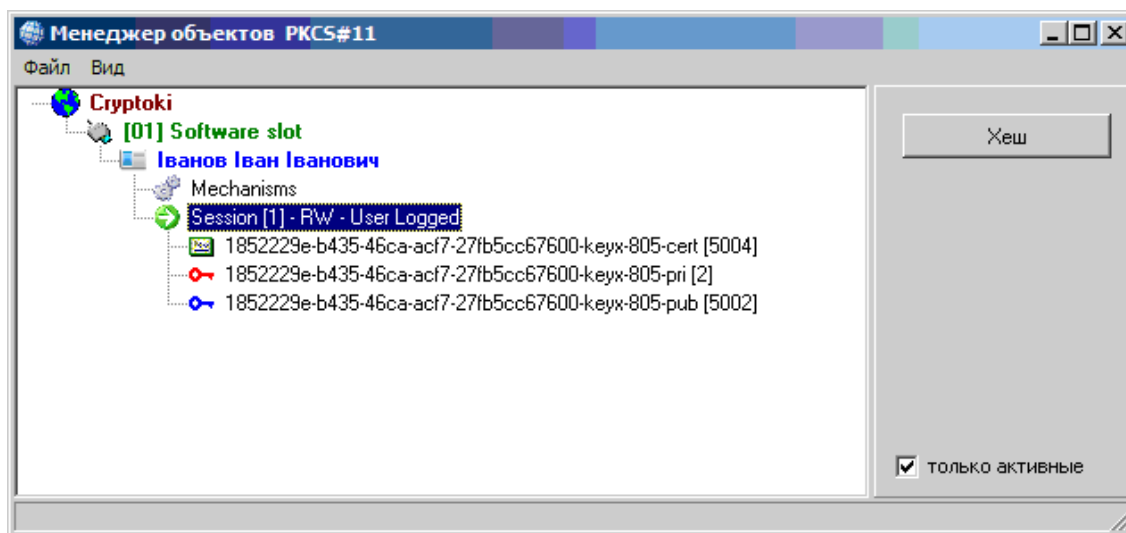 Менеджер объектов PKCS#11
Файл Вид
Cryptoki
[01] Software slot
Іванов Іван Іванович
Mechanisms
Session [1] - RW - User Logged
1852229e-b435-46ca-acf7-27fb5cc67600-keyx-805-cert [5004]
1852229e-b435-46ca-acf7-27fb5cc67600-keyx-805-pri [2]
1852229e-b435-46ca-acf7-27fb5cc67600-keyx-805-pub [5002]
Хеш
только активные